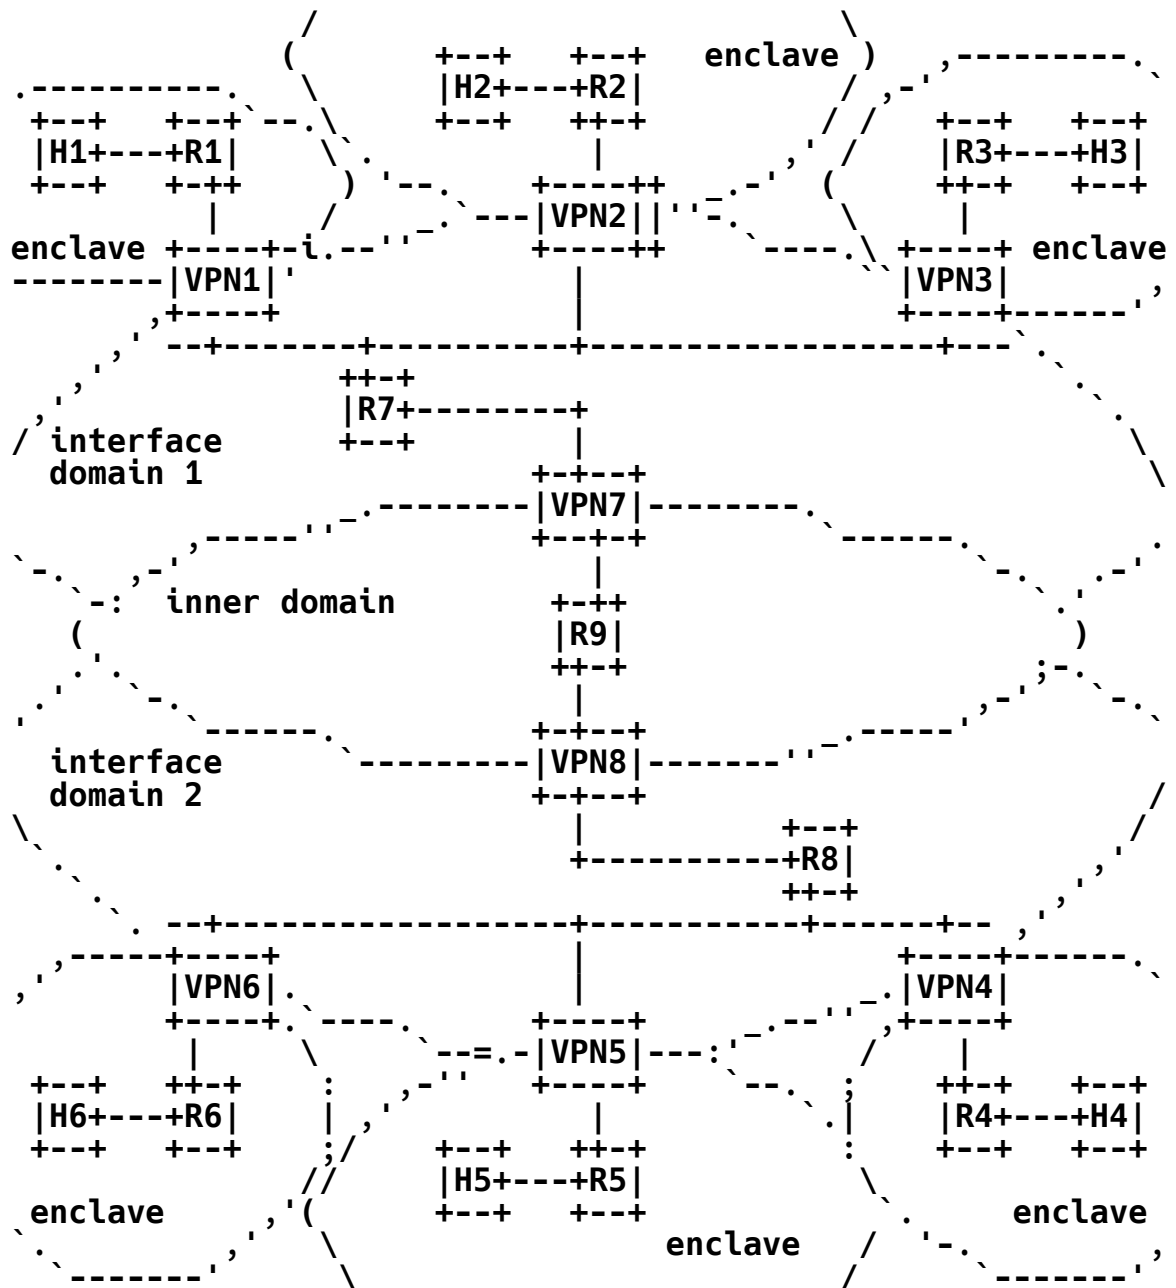 enclave
H2 R2
H1 R1 R3 H3
VPN2
enclave enclave
VPN1 VPN3
R7
interface
domain 1
VPN7
inner domain
R9
interface
domain 2
VPN8
R8
VPN6 VPN4
VPN5
H6 R6 R4 H4
H5 R5
enclave enclave
enclave